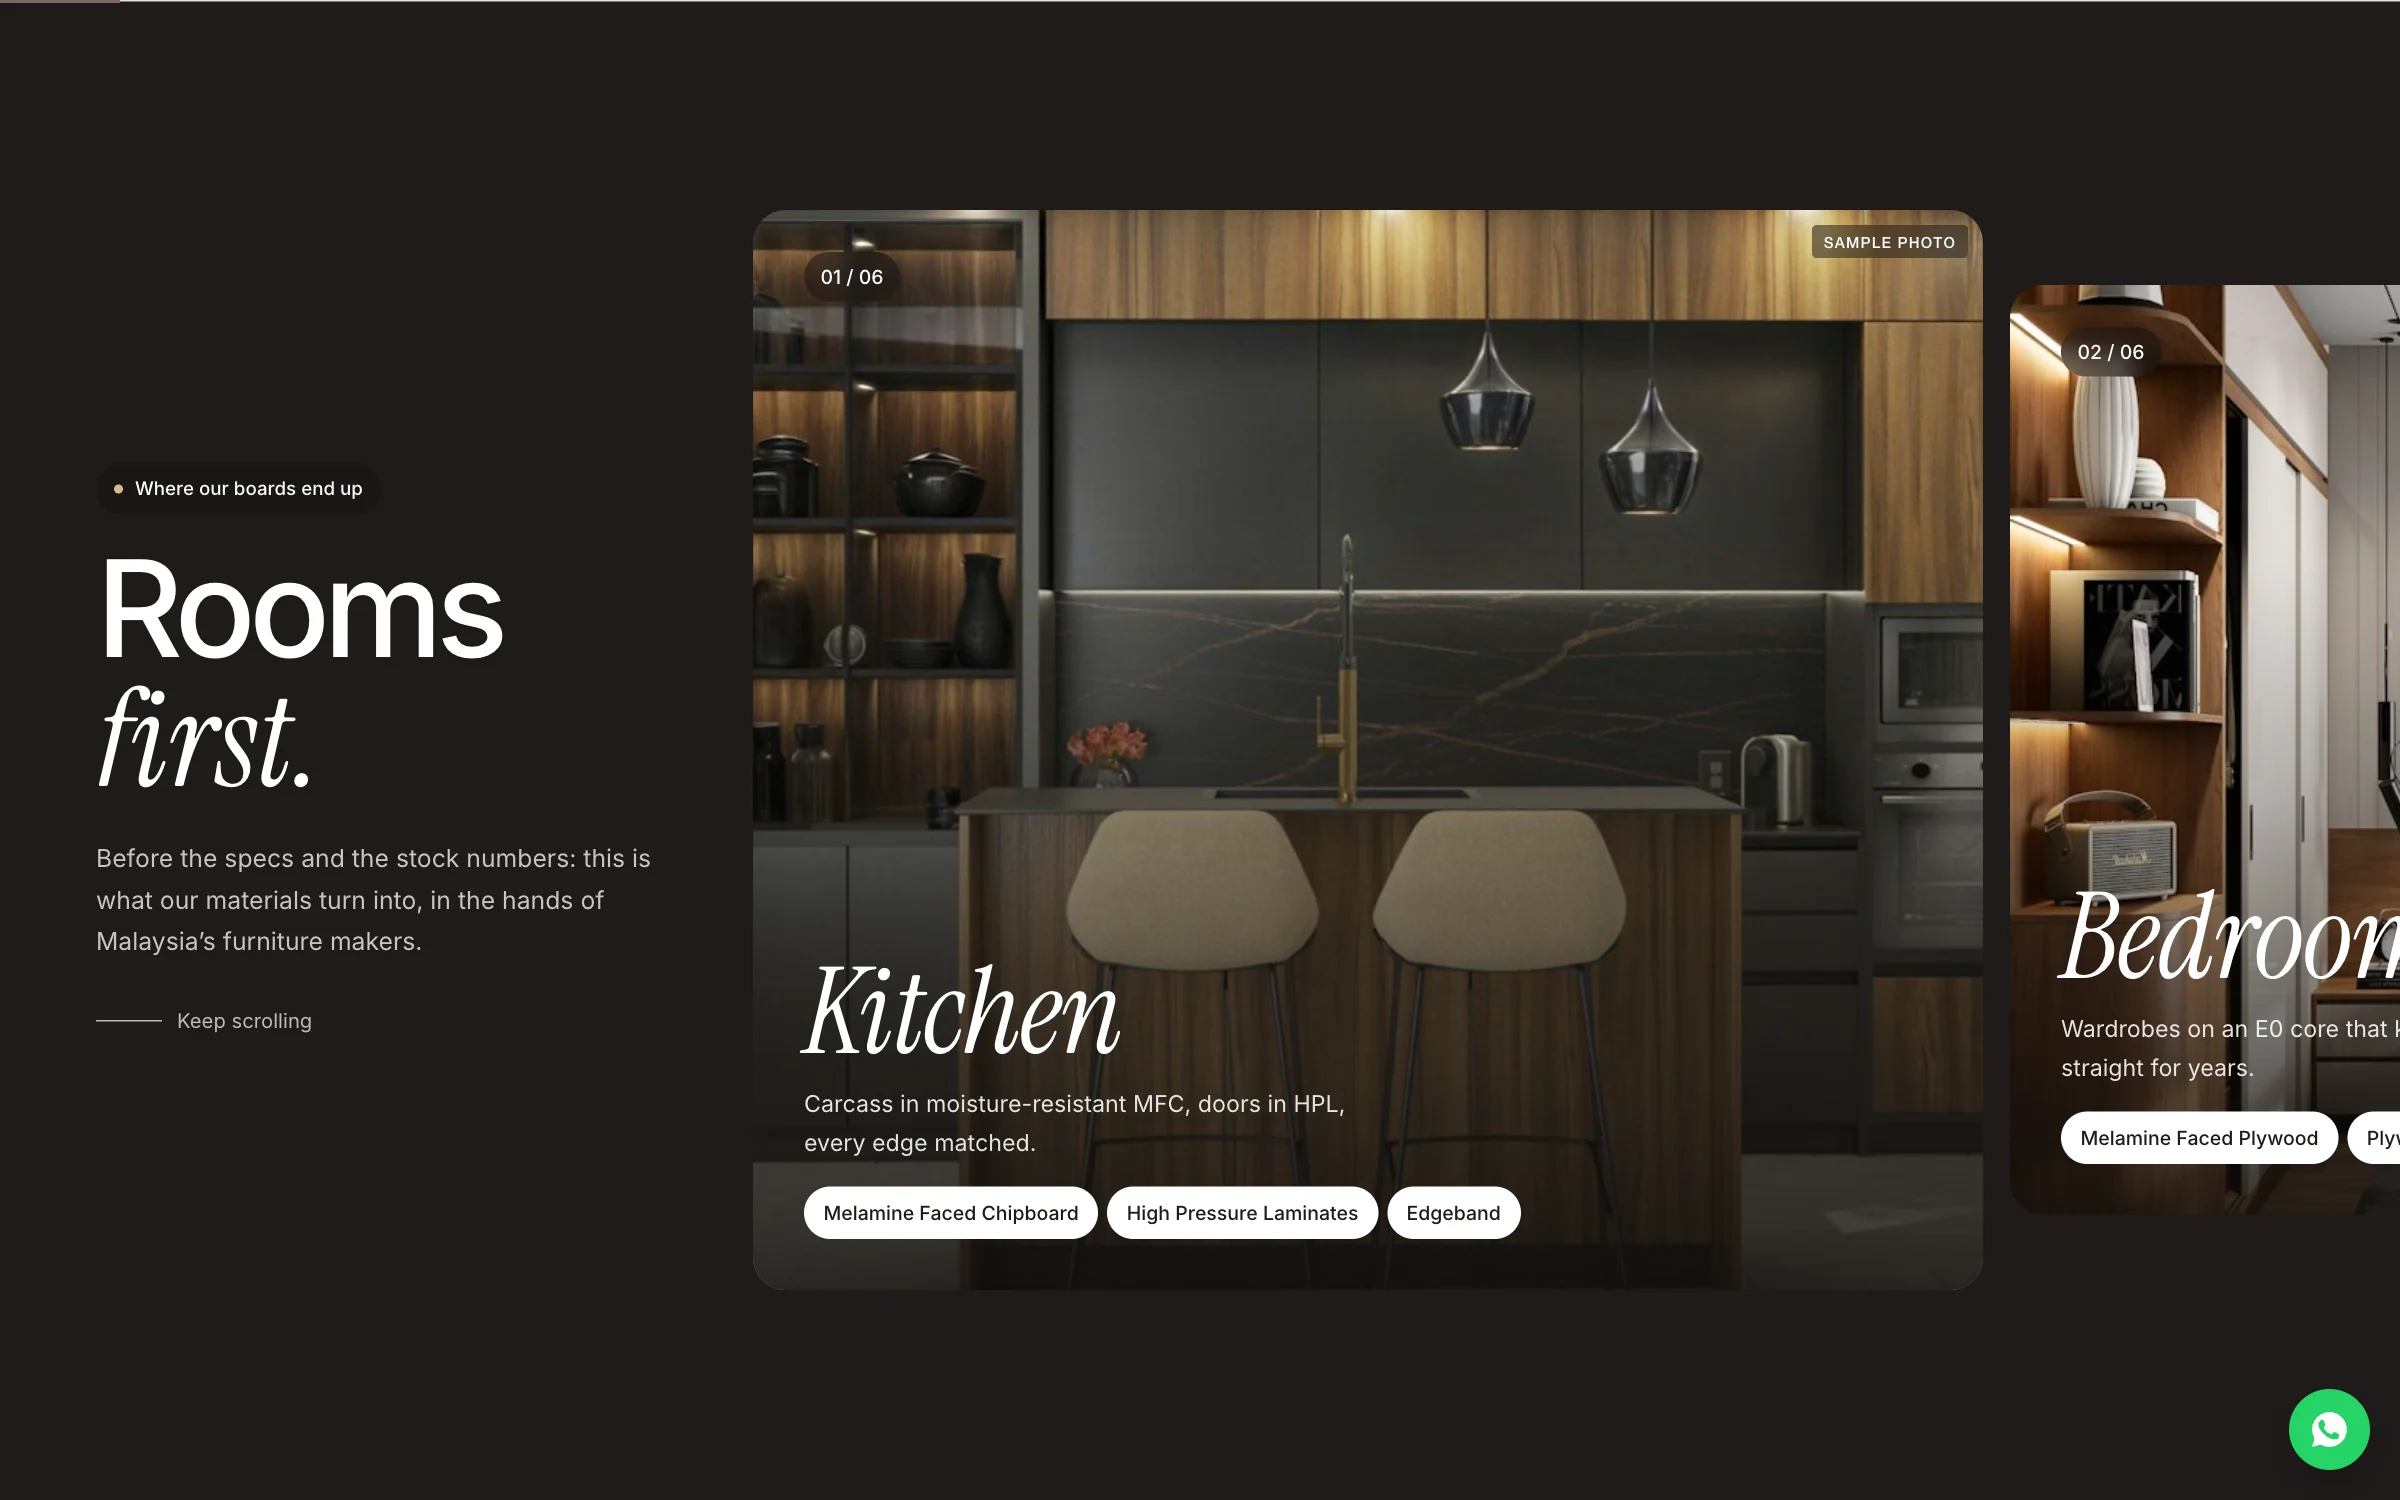 Where our boards end up
Rooms
first.
Before the specs and the stock numbers: this is
what our materials turn into, in the hands of
Malaysia’s furniture makers.
Keep scrolling
01 / 06
SAMPLE PHOTO
Kitchen
Carcass in moisture-resistant MFC, doors in HPL,
every edge matched.
Melamine Faced Chipboard
High Pressure Laminates
Edgeband
02 / 06
Wardrobes on an E0 core that
straight for years.
Melamine Faced Plywood